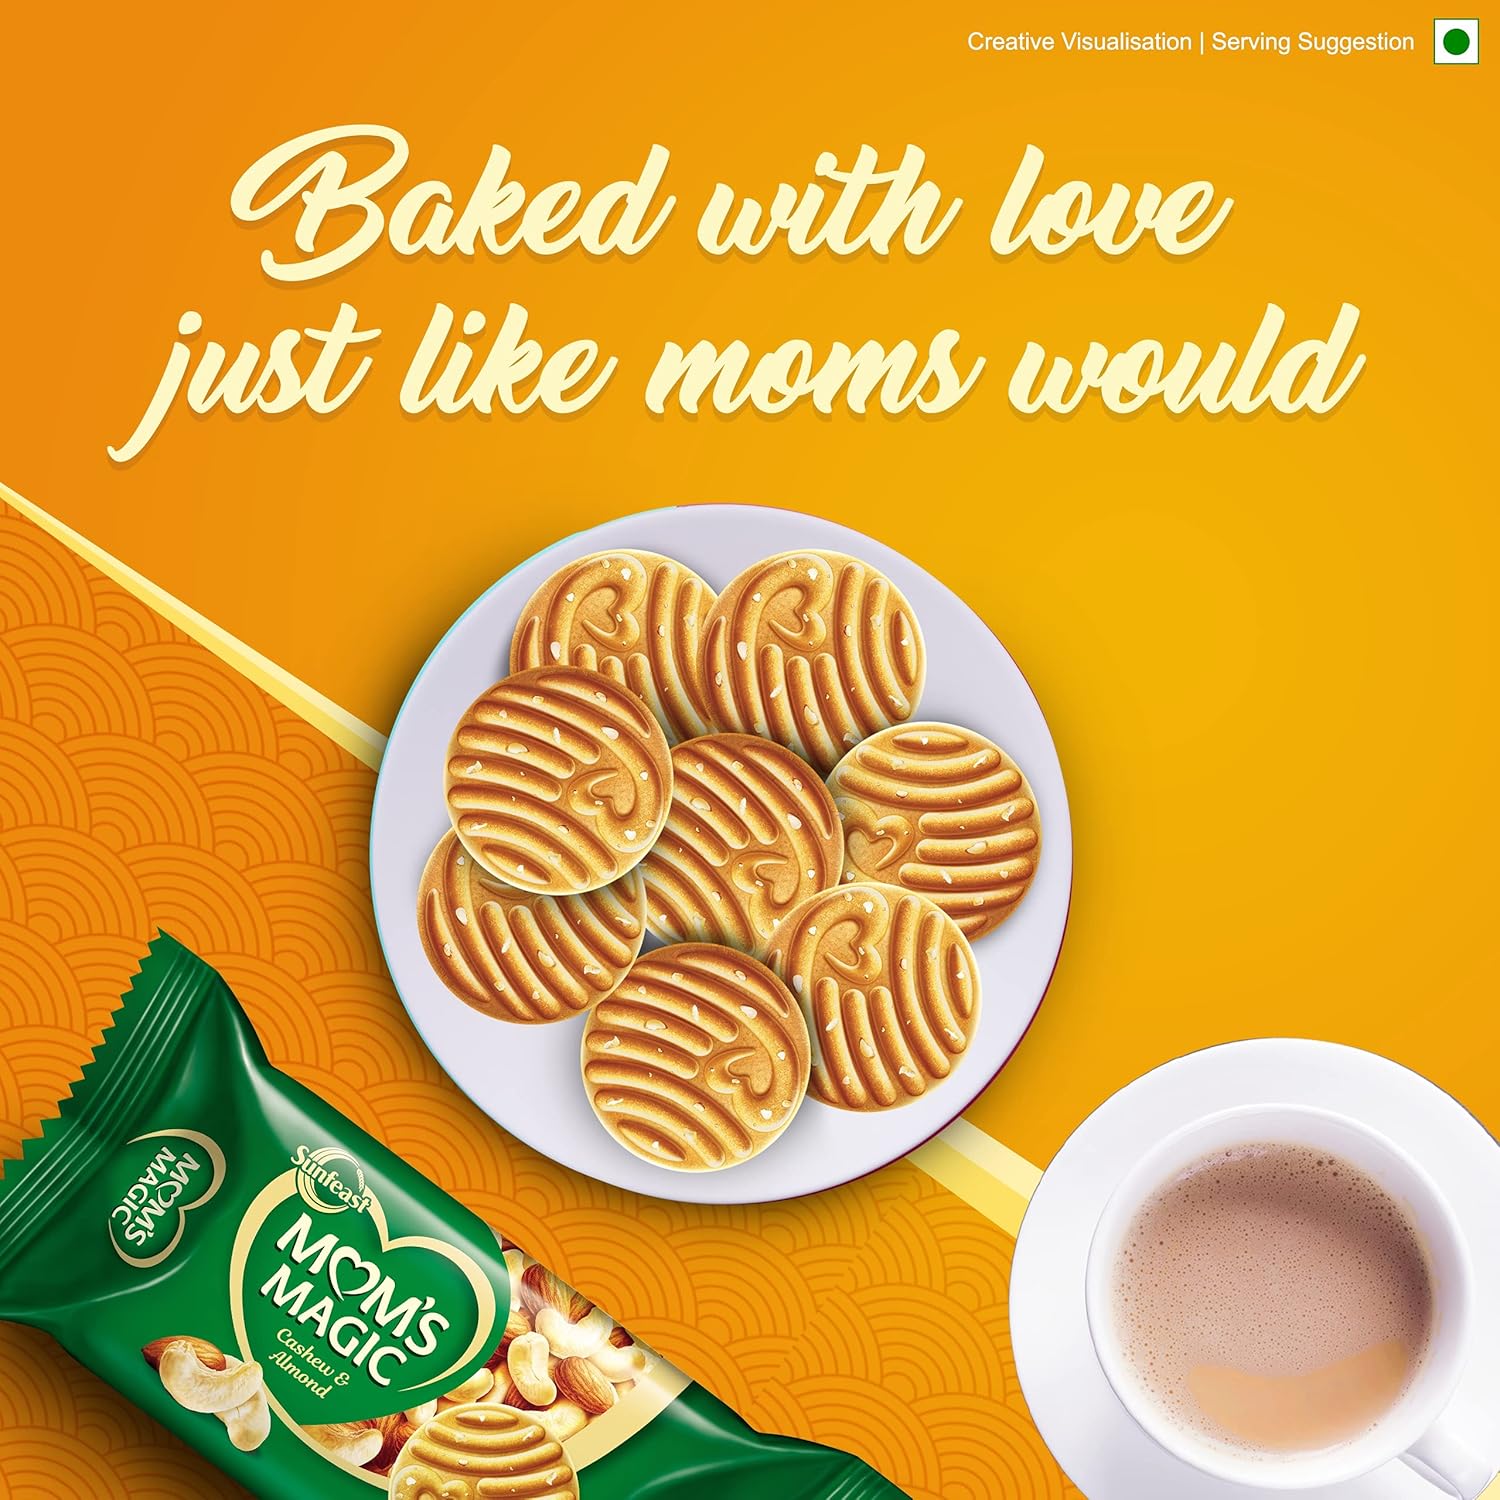 Creative Visualisation | Serving Suggestion
Baked with love
just like moms would
MOM'S
MAGIC
Sunfeast
MOM'S
MAGIC
Cashew &
Almond